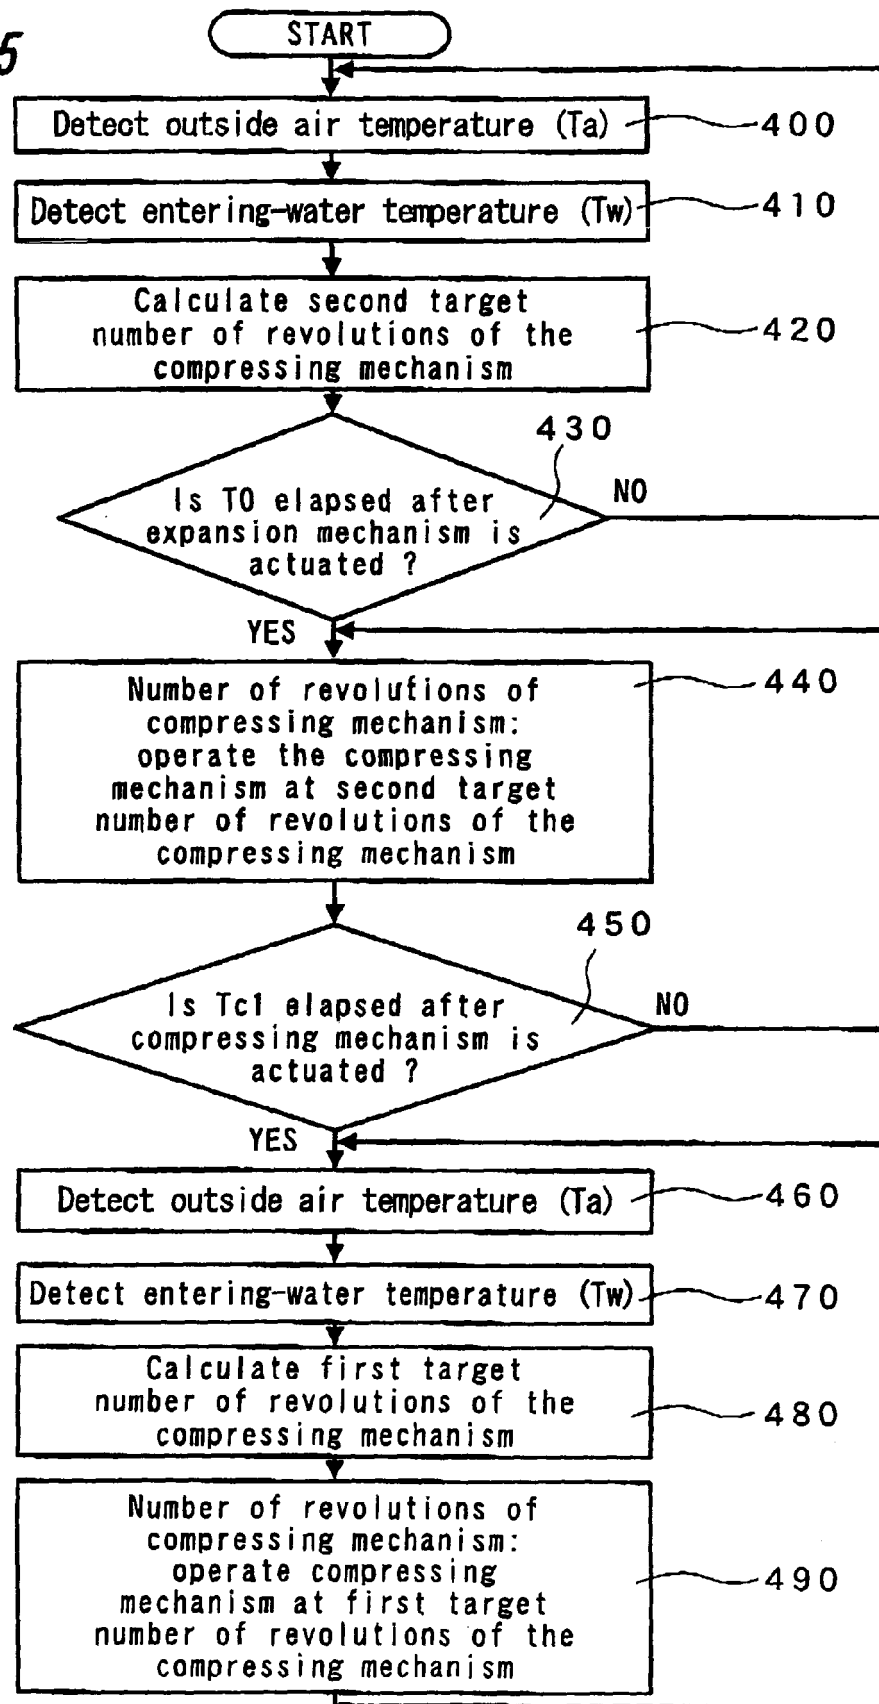 5
START
Detect outside air temperature (Ta)
400
Detect entering-water temperature (Tw)
410
Calculate second target
number of revolutions of the
compressing mechanism
420
430
Is T0 elapsed after
expansion mechanism is
actuated ?
NO
YES
Number of revolutions of
compressing mechanism:
operate the compressing
mechanism at second target
number of revolutions of the
compressing mechanism
440
450
Is Tc1 elapsed after
compressing mechanism is
actuated ?
NO
YES
Detect outside air temperature (Ta)
460
Detect entering-water temperature (Tw)
470
Calculate first target
number of revolutions of the
compressing mechanism
480
Number of revolutions of
compressing mechanism:
operate compressing
mechanism at first target
number of revolutions of the
compressing mechanism
490